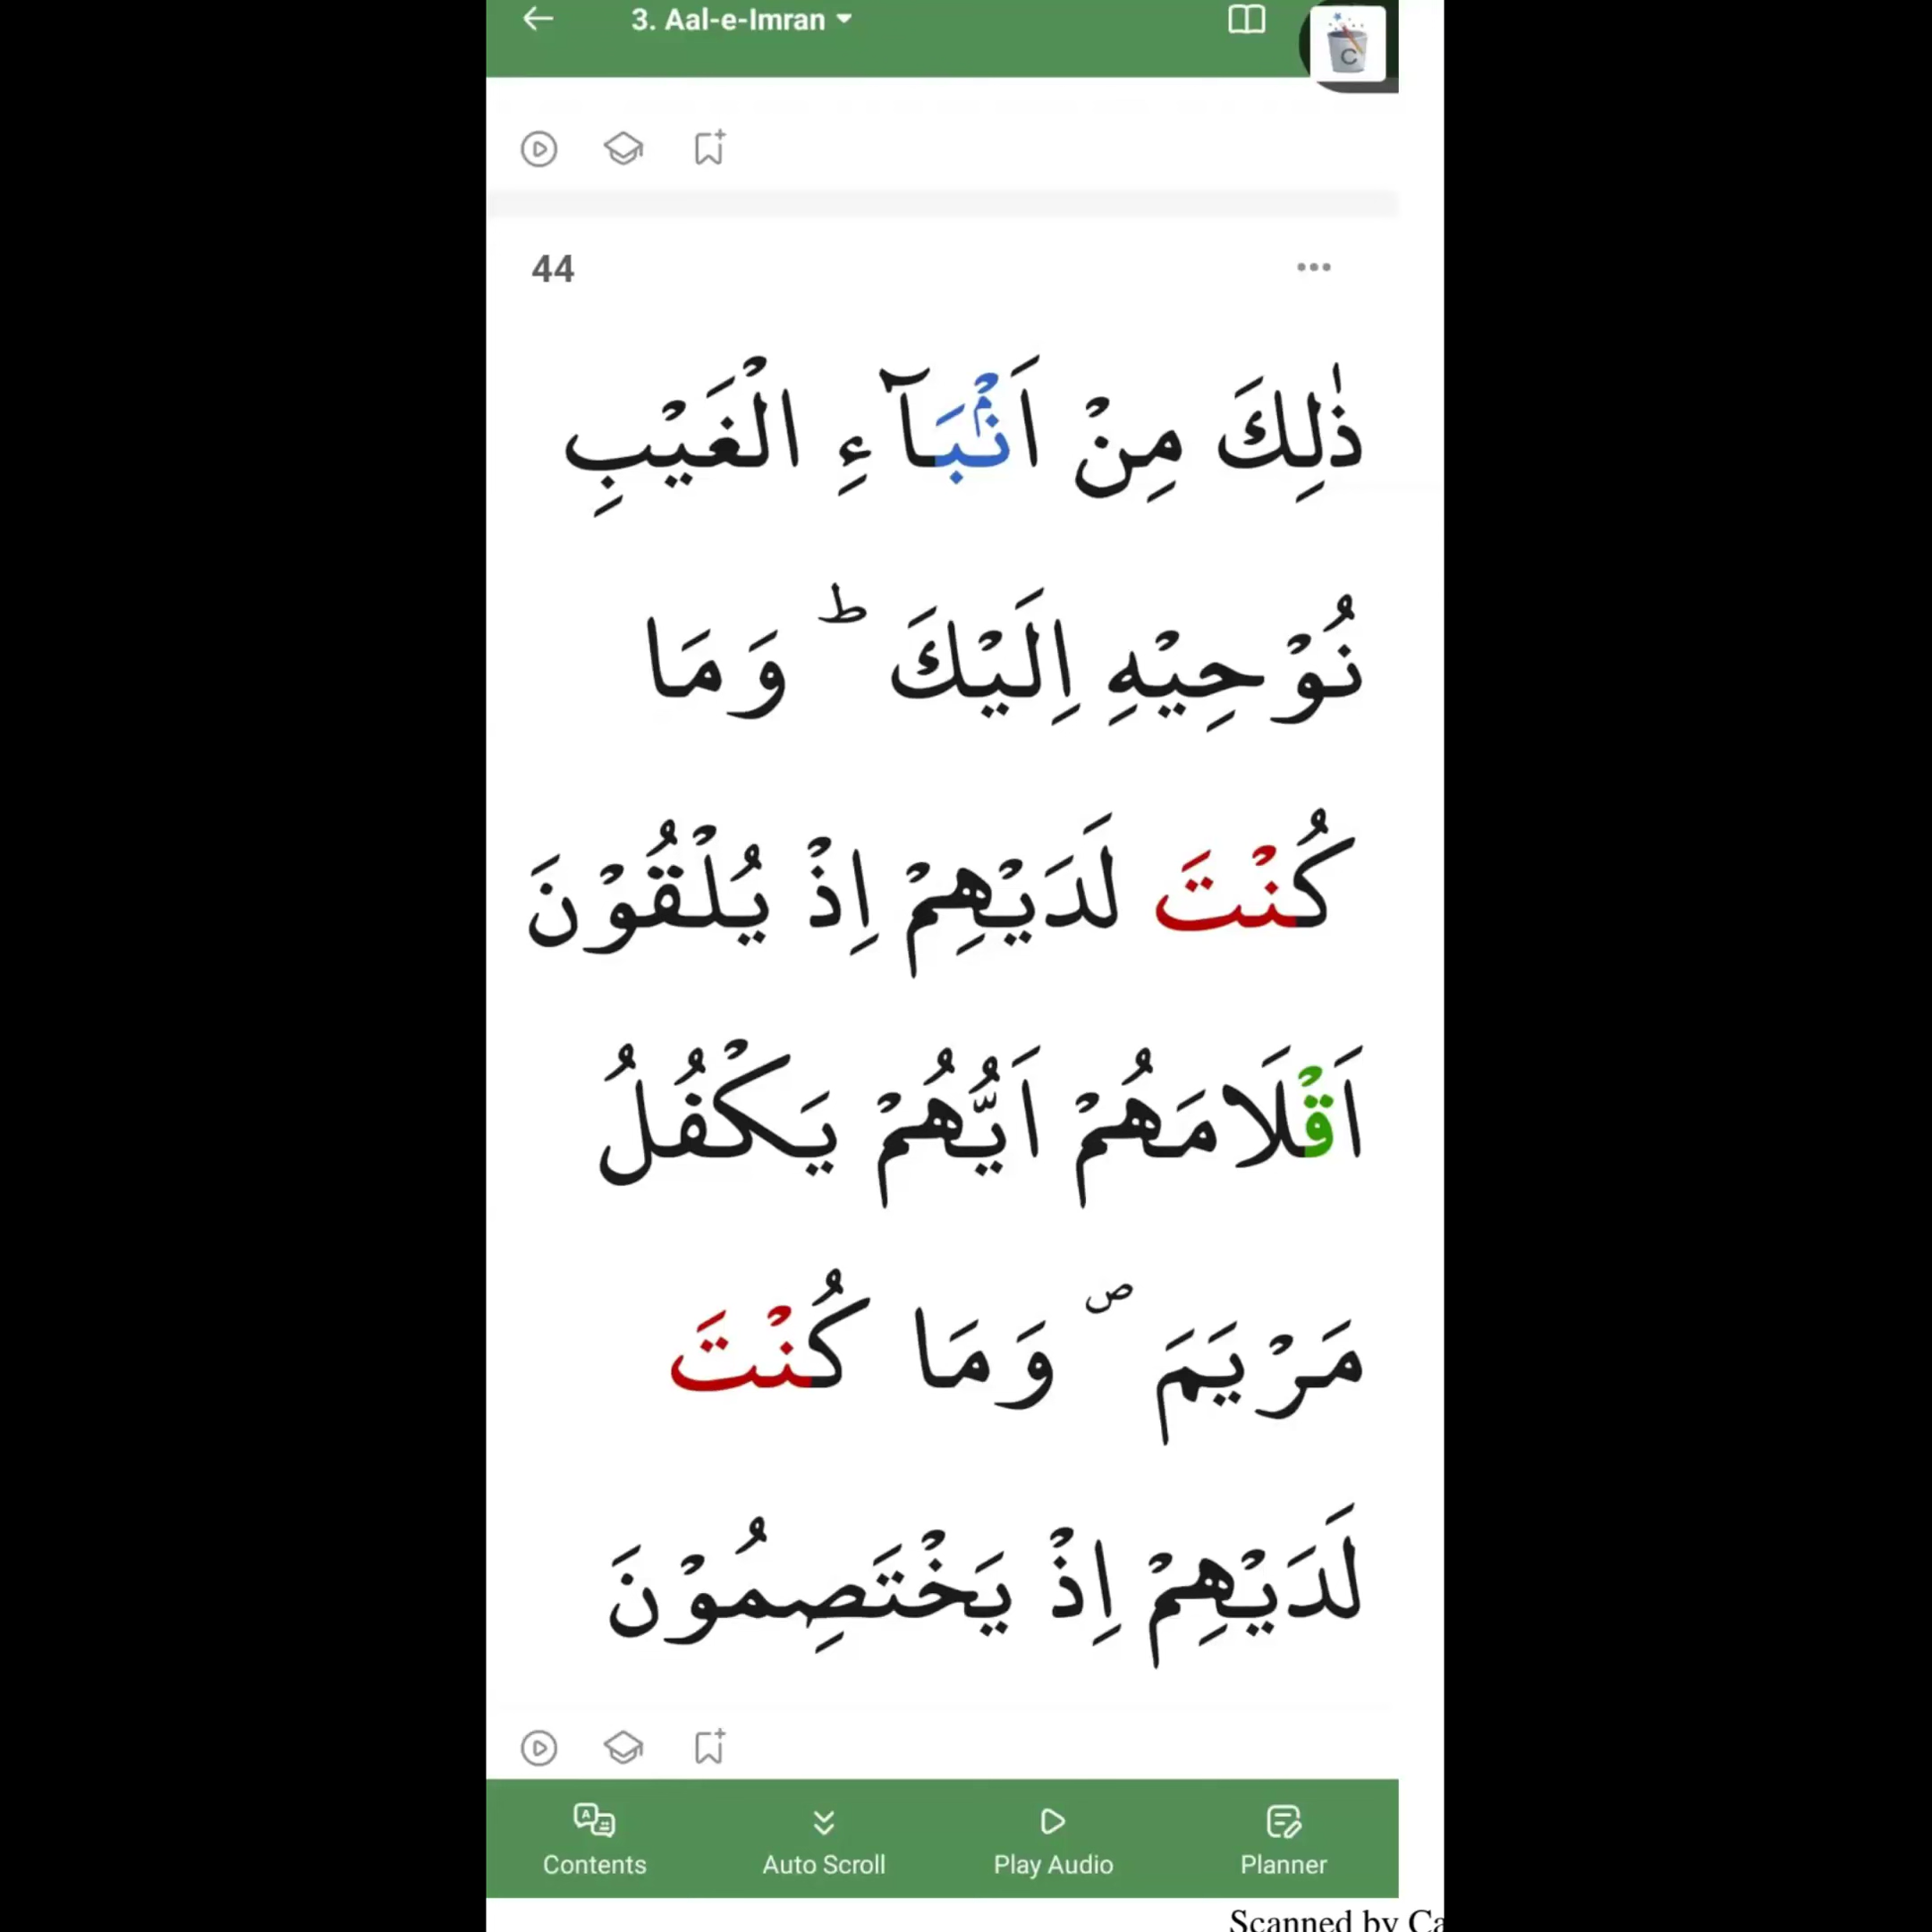 3. Aal-e-Imran
44
ذٰلِكَ مِنْ اَنْۢبَآءِ الْغَيْبِ
نُوْحِيْهِ اِلَيْكَ ؕ وَمَا
كُنْتَ لَدَيْهِمْ اِذْ يُلْقُوْنَ
اَقْلَامَهُمْ اَيُّهُمْ يَكْفُلُ
مَرْيَمَ ۪ وَمَا كُنْتَ
لَدَيْهِمْ اِذْ يَخْتَصِمُوْنَ
Contents Auto Scroll Play Audio Planner
Scanned by Ca